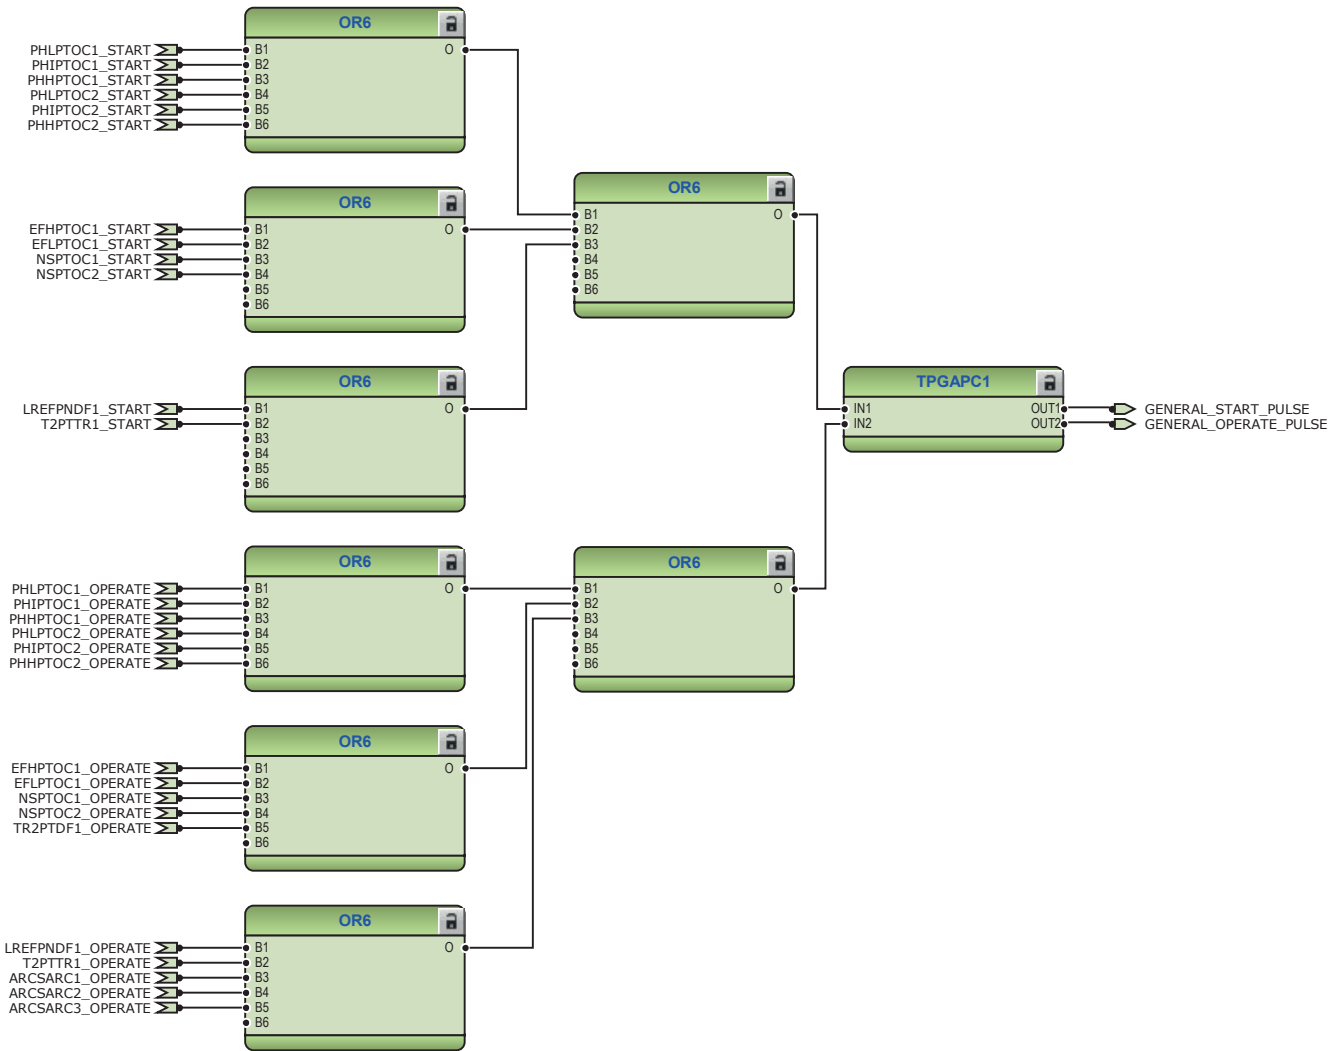 OR6
PHLPTOC1_START B1 O
PHIPTOC1_START B2
PHHPTOC1_START B3
PHLPTOC2_START B4
PHIPTOC2_START B5
PHHPTOC2_START B6
OR6
EFHPTOC1_START B1 O
EFLPTOC1_START B2
NSPTOC1_START B3
NSPTOC2_START B4
B5
B6
OR6
B1 O
B2
B3
B4
B5
B6
OR6
LREFPNDF1_START B1 O
T2PTTR1_START B2
B3
B4
B5
B6
TPGAPC1
IN1 OUT1 GENERAL_START_PULSE
IN2 OUT2 GENERAL_OPERATE_PULSE
OR6
PHLPTOC1_OPERATE B1 O
PHIPTOC1_OPERATE B2
PHHPTOC1_OPERATE B3
PHLPTOC2_OPERATE B4
PHIPTOC2_OPERATE B5
PHHPTOC2_OPERATE B6
OR6
B1 O
B2
B3
B4
B5
B6
OR6
EFHPTOC1_OPERATE B1 O
EFLPTOC1_OPERATE B2
NSPTOC1_OPERATE B3
NSPTOC2_OPERATE B4
TR2PTDF1_OPERATE B5
B6
OR6
LREFPNDF1_OPERATE B1 O
T2PTTR1_OPERATE B2
ARCSARC1_OPERATE B3
ARCSARC2_OPERATE B4
ARCSARC3_OPERATE B5
B6